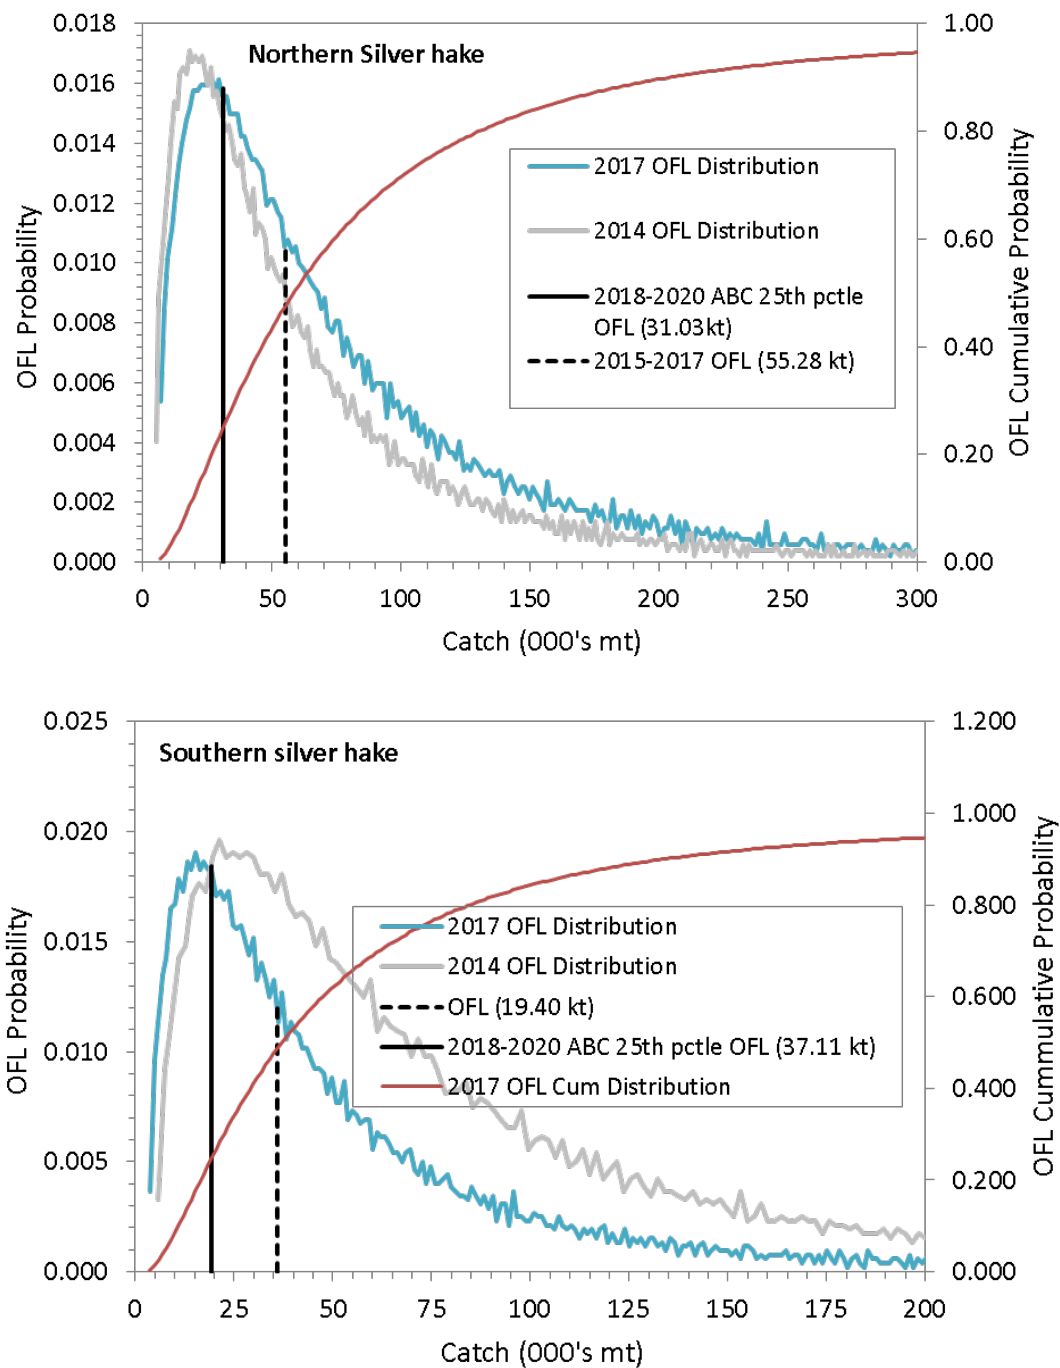 Northern Silver hake
OFL Probability
0.018
0.016
0.014
0.012
0.010
0.008
0.006
0.004
0.002
0.000
2017 OFL Distribution
2014 OFL Distribution
2018-2020 ABC 25th pctle
OFL (31.03kt)
2015-2017 OFL (55.28 kt)
1.00
0.80
0.60
0.40
0.20
0.00
OFL Cumulative Probability
0 50 100 150 200 250 300
Catch (000's mt)
Southern silver hake
OFL Probability
0.025
0.020
0.015
0.010
0.005
0.000
2017 OFL Distribution
2014 OFL Distribution
OFL (19.40 kt)
2018-2020 ABC 25th pctle OFL (37.11 kt)
2017 OFL Cum Distribution
1.200
1.000
0.800
0.600
0.400
0.200
0.000
OFL Cummulative Probability
0 25 50 75 100 125 150 175 200
Catch (000's mt)